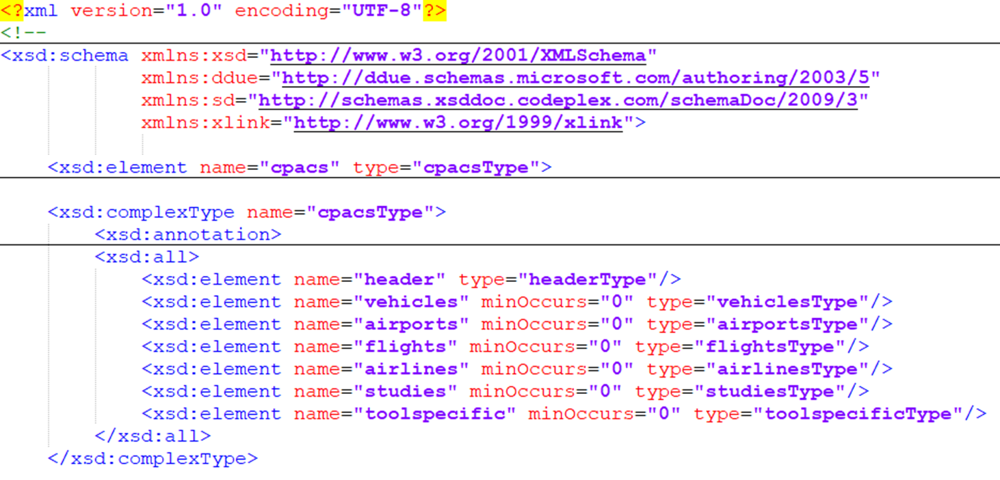 <?xml version="1.0" encoding="UTF-8"?>
<!--
<xsd:schema xmlns:xsd="http://www.w3.org/2001/XMLSchema"
xmlns:ddue="http://ddue.schemas.microsoft.com/authoring/2003/5"
xmlns:sd="http://schemas.xsddoc.codeplex.com/schemaDoc/2009/3"
xmlns:xlink="http://www.w3.org/1999/xlink">
<xsd:element name="cpacs" type="cpacsType">
<xsd:complexType name="cpacsType">
<xsd:annotation>
<xsd:all>
<xsd:element name="header" type="headerType"/>
<xsd:element name="vehicles" minOccurs="0" type="vehiclesType"/>
<xsd:element name="airports" minOccurs="0" type="airportsType"/>
<xsd:element name="flights" minOccurs="0" type="flightsType"/>
<xsd:element name="airlines" minOccurs="0" type="airlinesType"/>
<xsd:element name="studies" minOccurs="0" type="studiesType"/>
<xsd:element name="toolspecific" minOccurs="0" type="toolspecificType"/>
</xsd:all>
</xsd:complexType>